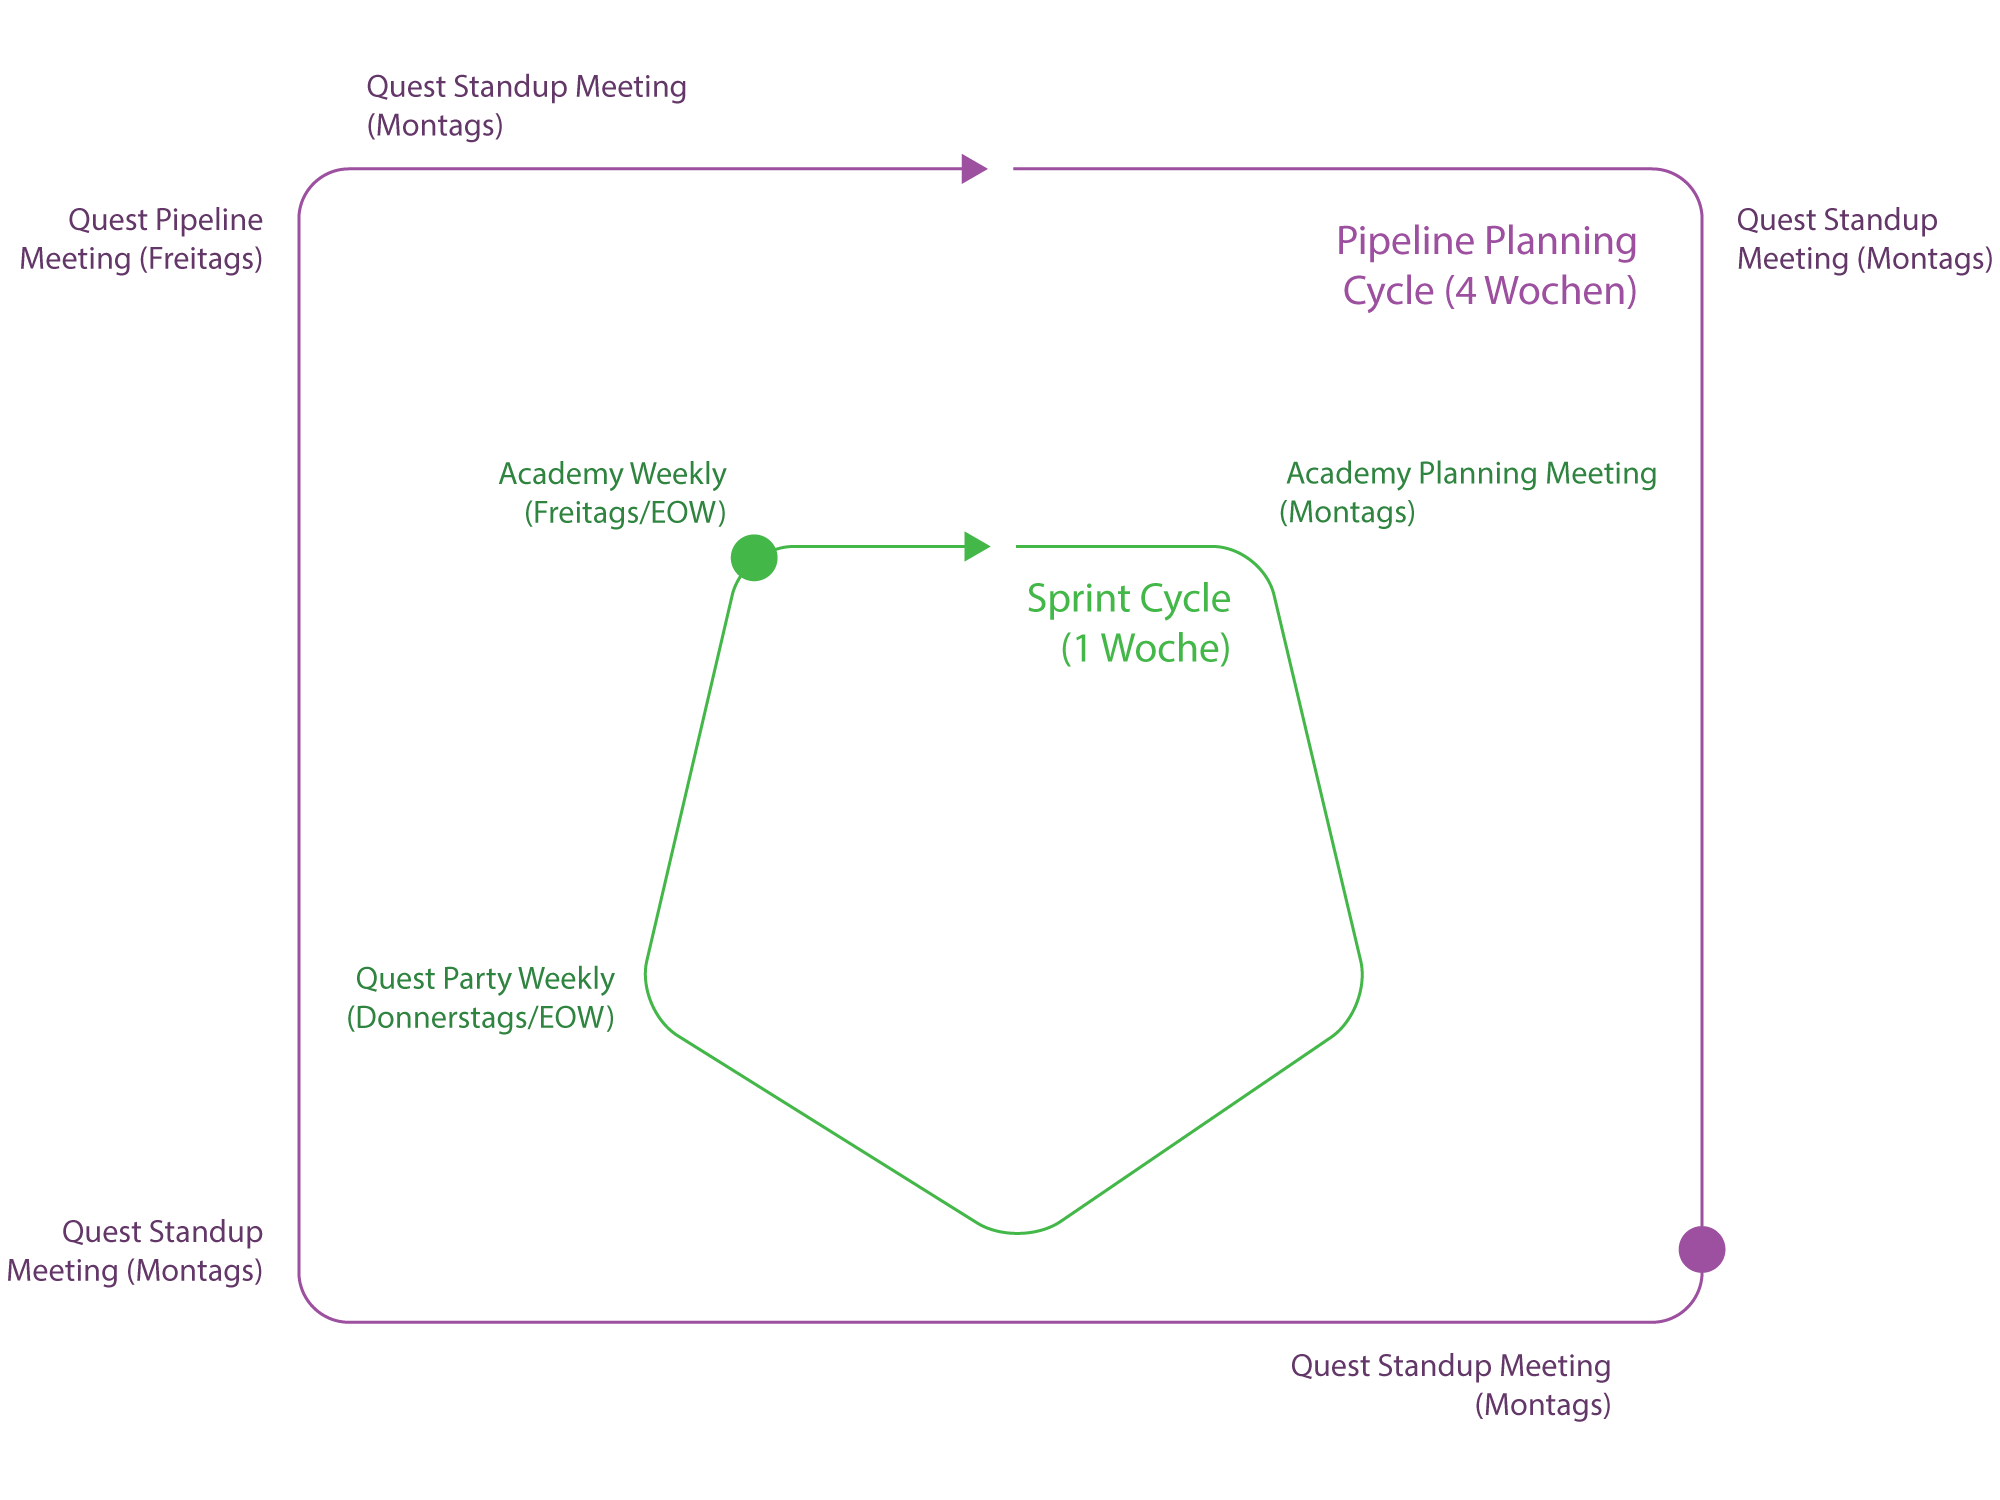 Quest Standup Meeting
(Montags)
Quest Pipeline
Meeting (Freitags)
Pipeline Planning
Cycle (4 Wochen)
Quest Standup
Meeting (Montags)
Academy Weekly
(Freitags/EOW)
Academy Planning Meeting
(Montags)
Sprint Cycle
(1 Woche)
Quest Party Weekly
(Donnerstags/EOW)
Quest Standup
Meeting (Montags)
Quest Standup Meeting
(Montags)